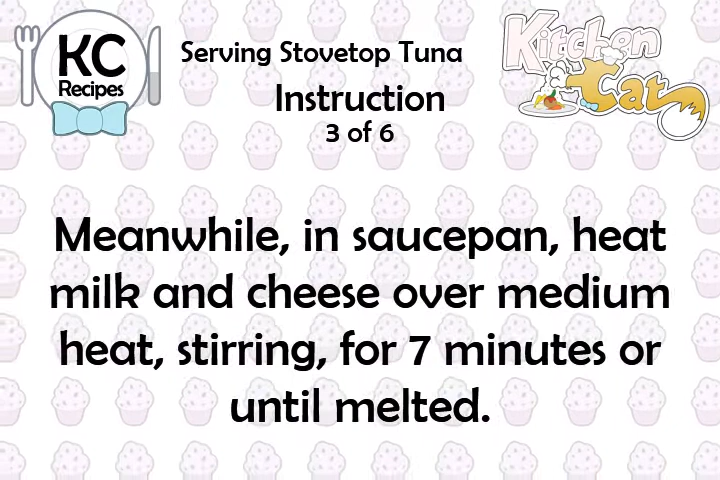 KC
Recipes
Serving Stovetop Tuna
Instruction
3 of 6
Kitchen
Cat
Meanwhile, in saucepan, heat
milk and cheese over medium
heat, stirring, for 7 minutes or
until melted.